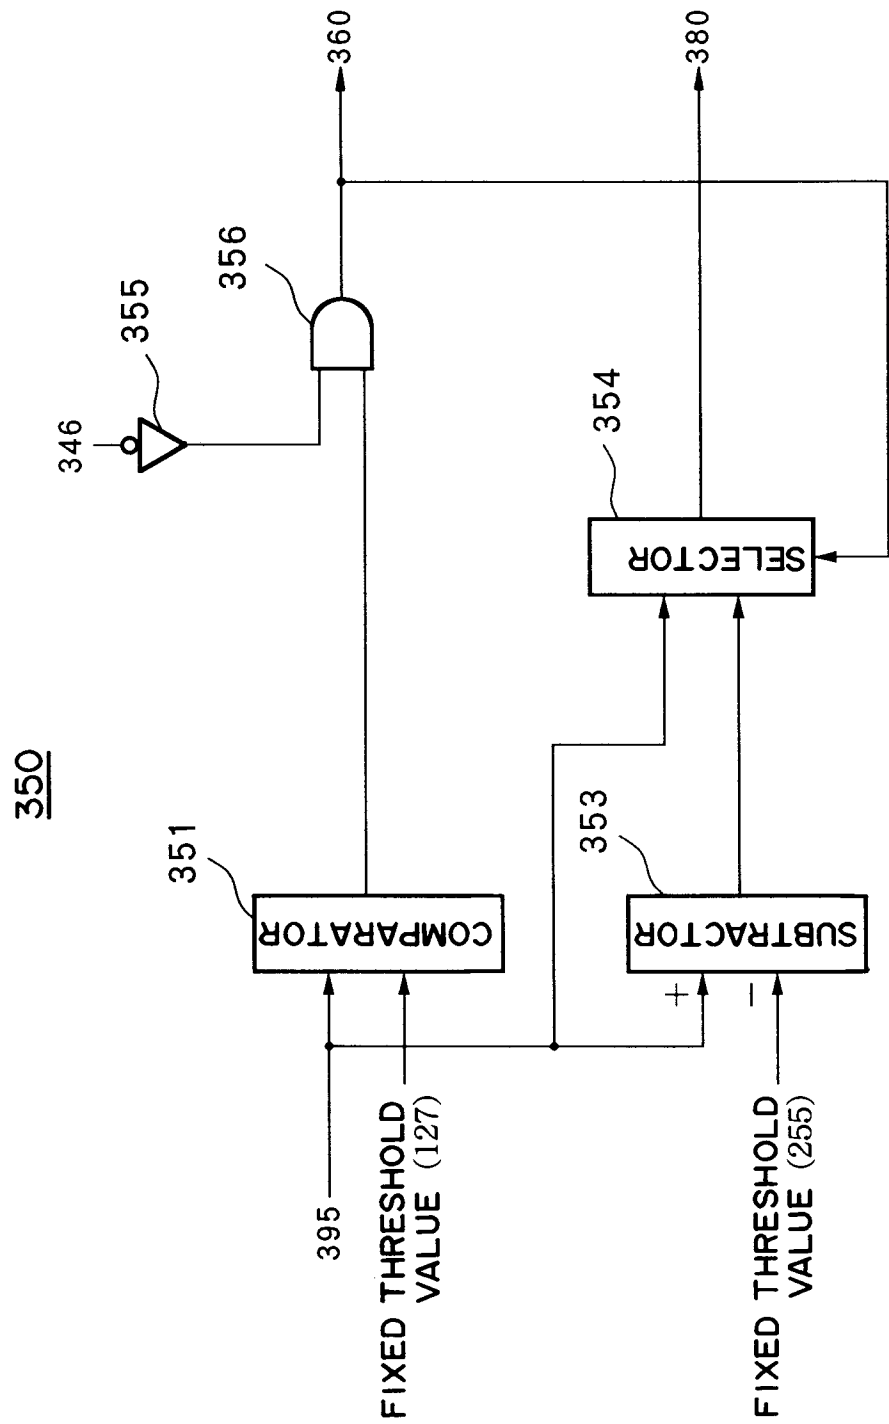 350
395
FIXED THRESHOLD
VALUE (127)
351
COMPARATOR
346
355
356
360
FIXED THRESHOLD
VALUE (255)
+
−
353
SUBTRACTOR
354
SELECTOR
380